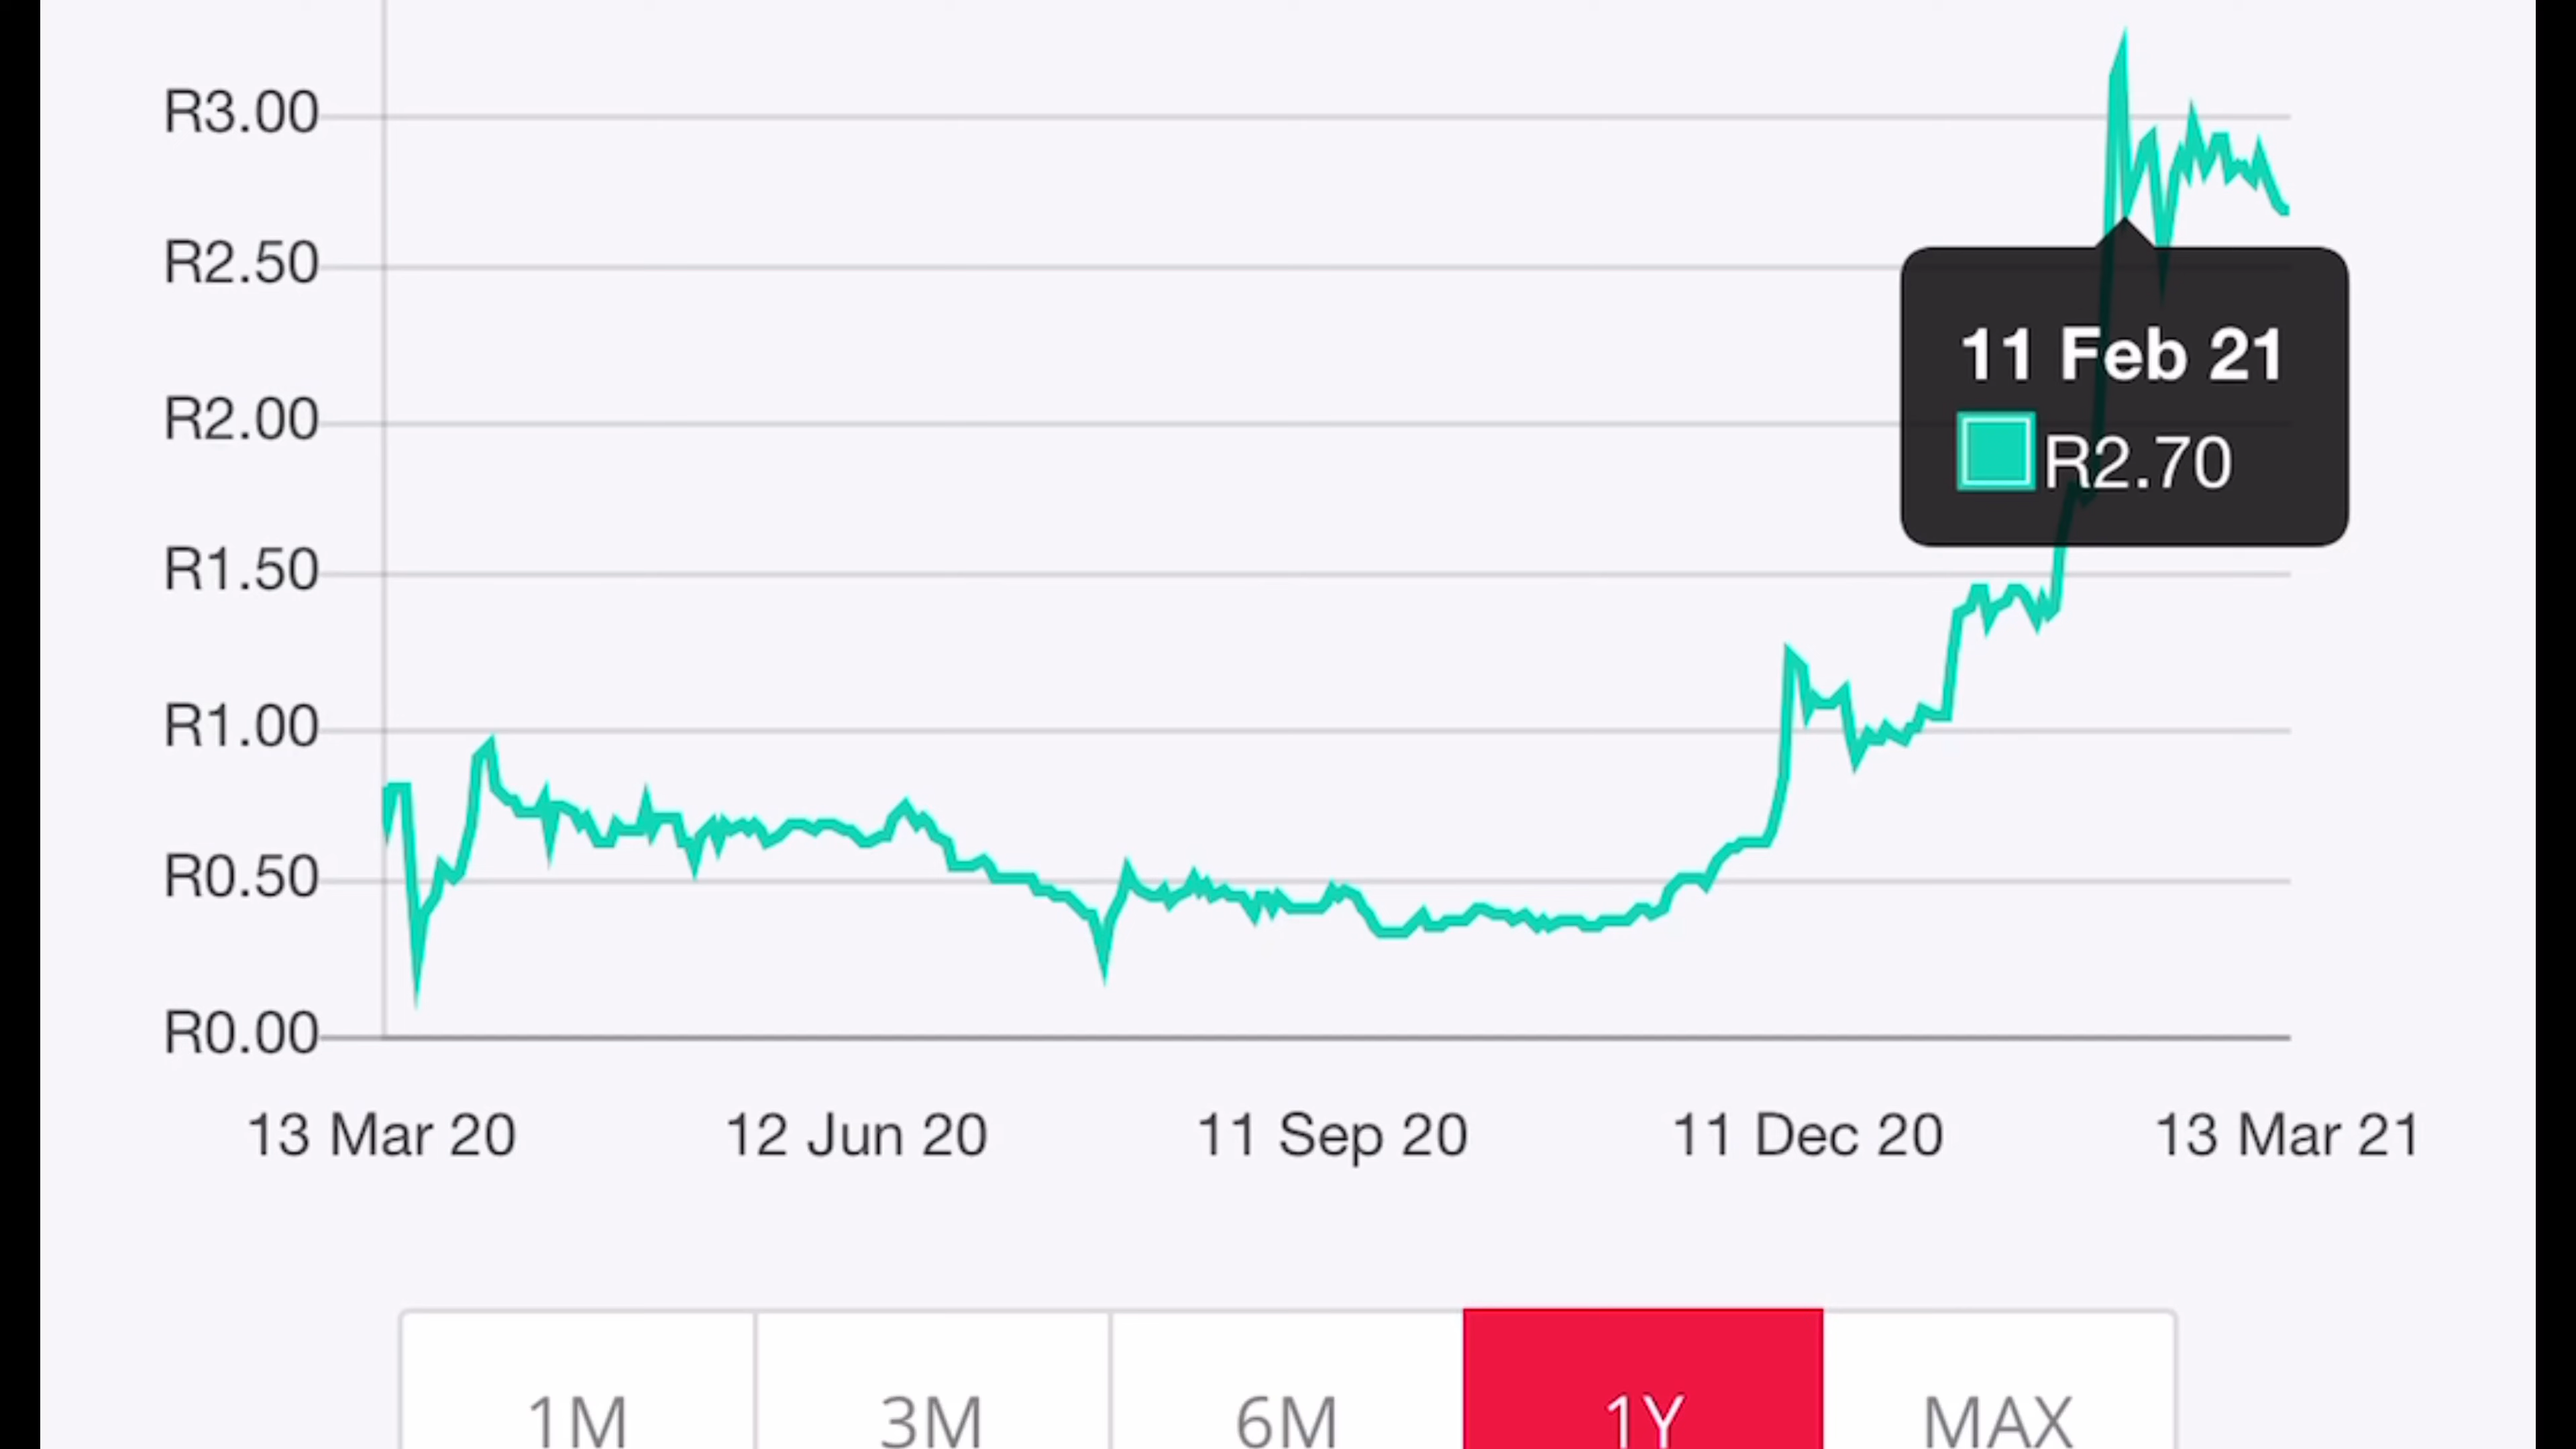 R3.00
R2.50
R2.00
R1.50
R1.00
R0.50
R0.00
11 Feb 21
R2.70
13 Mar 20 12 Jun 20 11 Sep 20 11 Dec 20 13 Mar 21
1M 3M 6M 1Y MAX